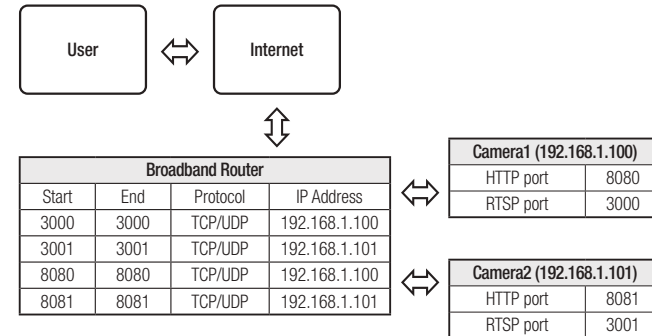 User
Internet
Broadband Router
Start End Protocol IP Address
3000 3000 TCP/UDP 192.168.1.100
3001 3001 TCP/UDP 192.168.1.101
8080 8080 TCP/UDP 192.168.1.100
8081 8081 TCP/UDP 192.168.1.101
Camera1 (192.168.1.100)
HTTP port 8080
RTSP port 3000
Camera2 (192.168.1.101)
HTTP port 8081
RTSP port 3001